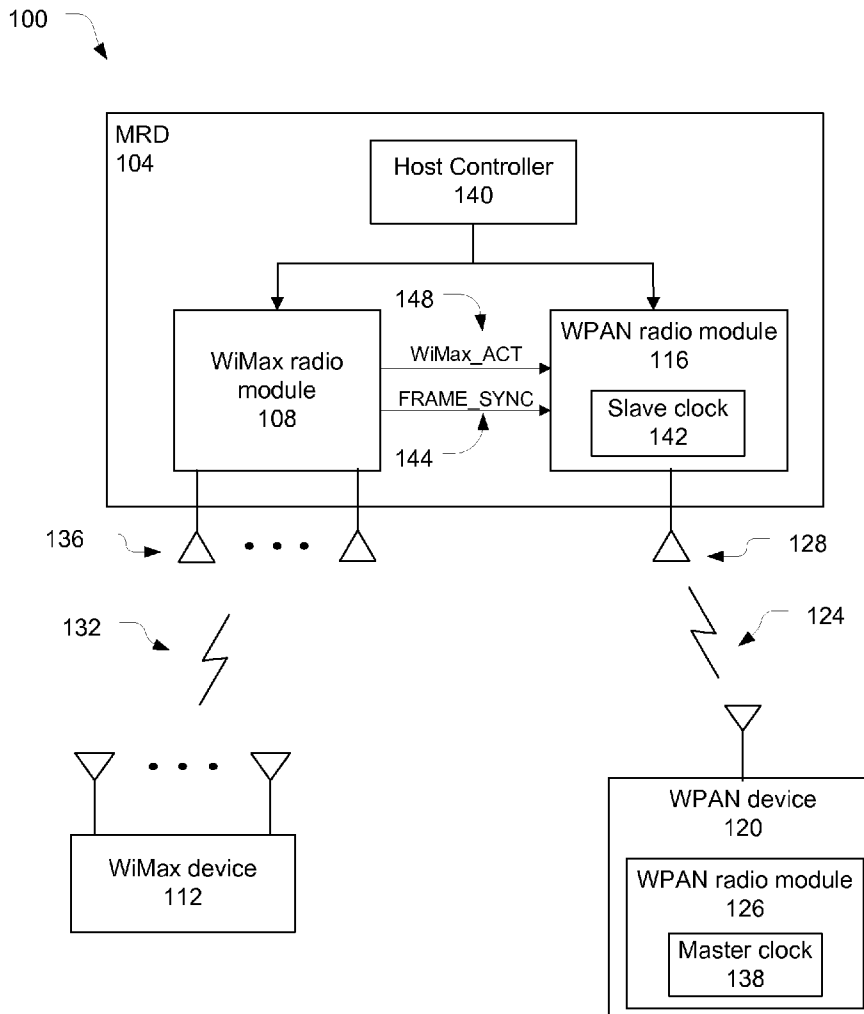 100
MRD
104
Host Controller
140
148
WiMax radio
module
108
WiMax_ACT
FRAME_SYNC
144
WPAN radio module
116
Slave clock
142
136
128
132
124
WiMax device
112
WPAN device
120
WPAN radio module
126
Master clock
138